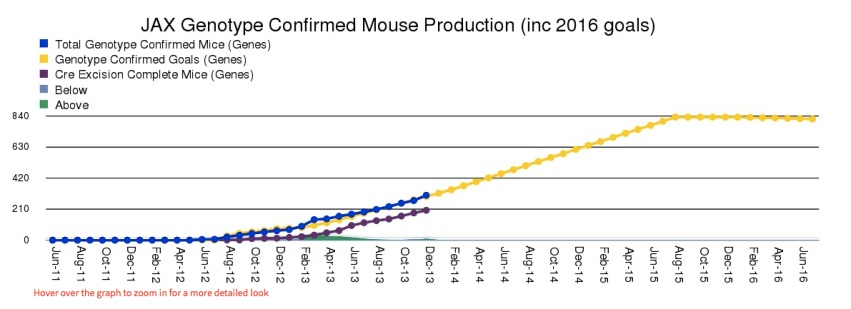 JAX Genotype Confirmed Mouse Production (inc 2016 goals)
Total Genotype Confirmed Mice (Genes)
Genotype Confirmed Goals (Genes)
Cre Excision Complete Mice (Genes)
Below
Above
840
630
420
210
0
Jun-11 Aug-11 Oct-11 Dec-11 Feb-12 Apr-12 Jun-12 Aug-12 Oct-12 Dec-12 Feb-13 Apr-13 Jun-13 Aug-13 Oct-13 Dec-13 Feb-14 Apr-14 Jun-14 Aug-14 Oct-14 Dec-14 Feb-15 Apr-15 Jun-15 Aug-15 Oct-15 Dec-15 Feb-16 Apr-16 Jun-16
Hover over the graph to zoom in for a more detailed look